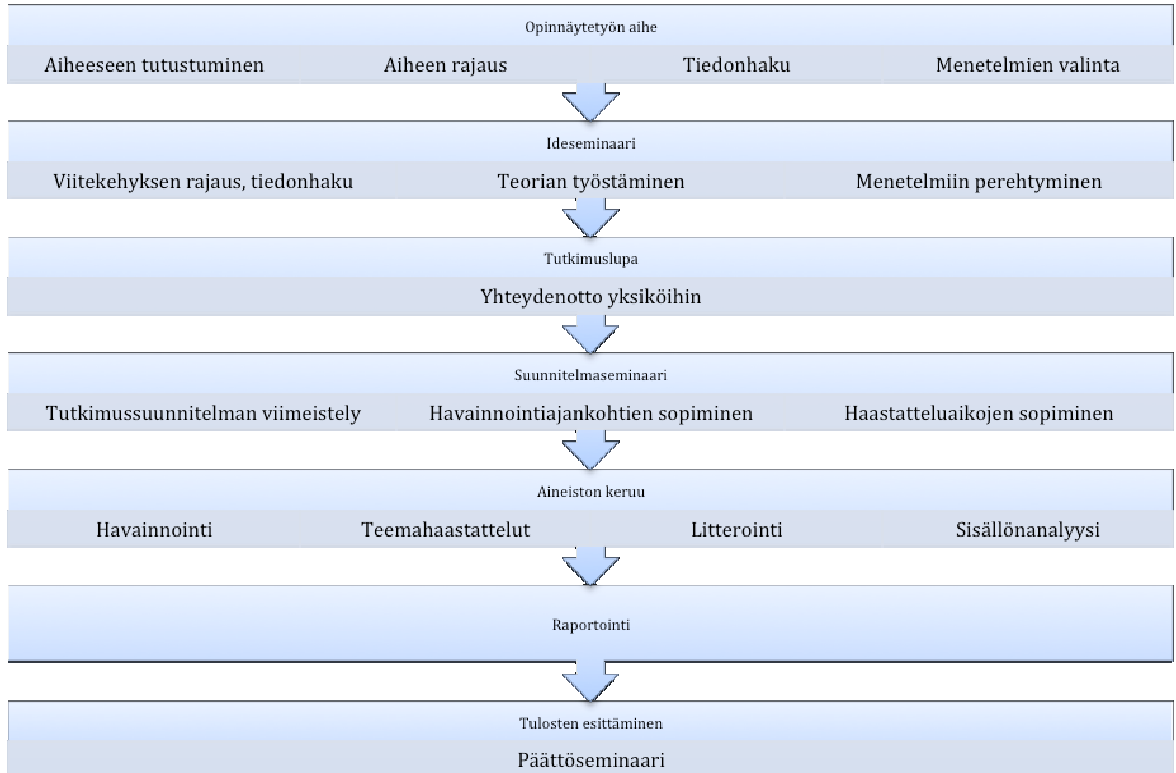 Opinnäytetyön aihe
Aiheeseen tutustuminen Aiheen rajaus Tiedonhaku Menetelmien valinta
Ideseminaari
Viitekehyksen rajaus, tiedonhaku Teorian työstäminen Menetelmiin perehtyminen
Tutkimuslupa
Yhteydenotto yksiköihin
Suunnitelmaseminaari
Tutkimussuunnitelman viimeistely Havainnointiajankohtien sopiminen Haastatteluaikojen sopiminen
Aineiston keruu
Havainnointi Teemahaastattelut Litterointi Sisällönanalyysi
Raportointi
Tulosten esittäminen
Päättöseminaari